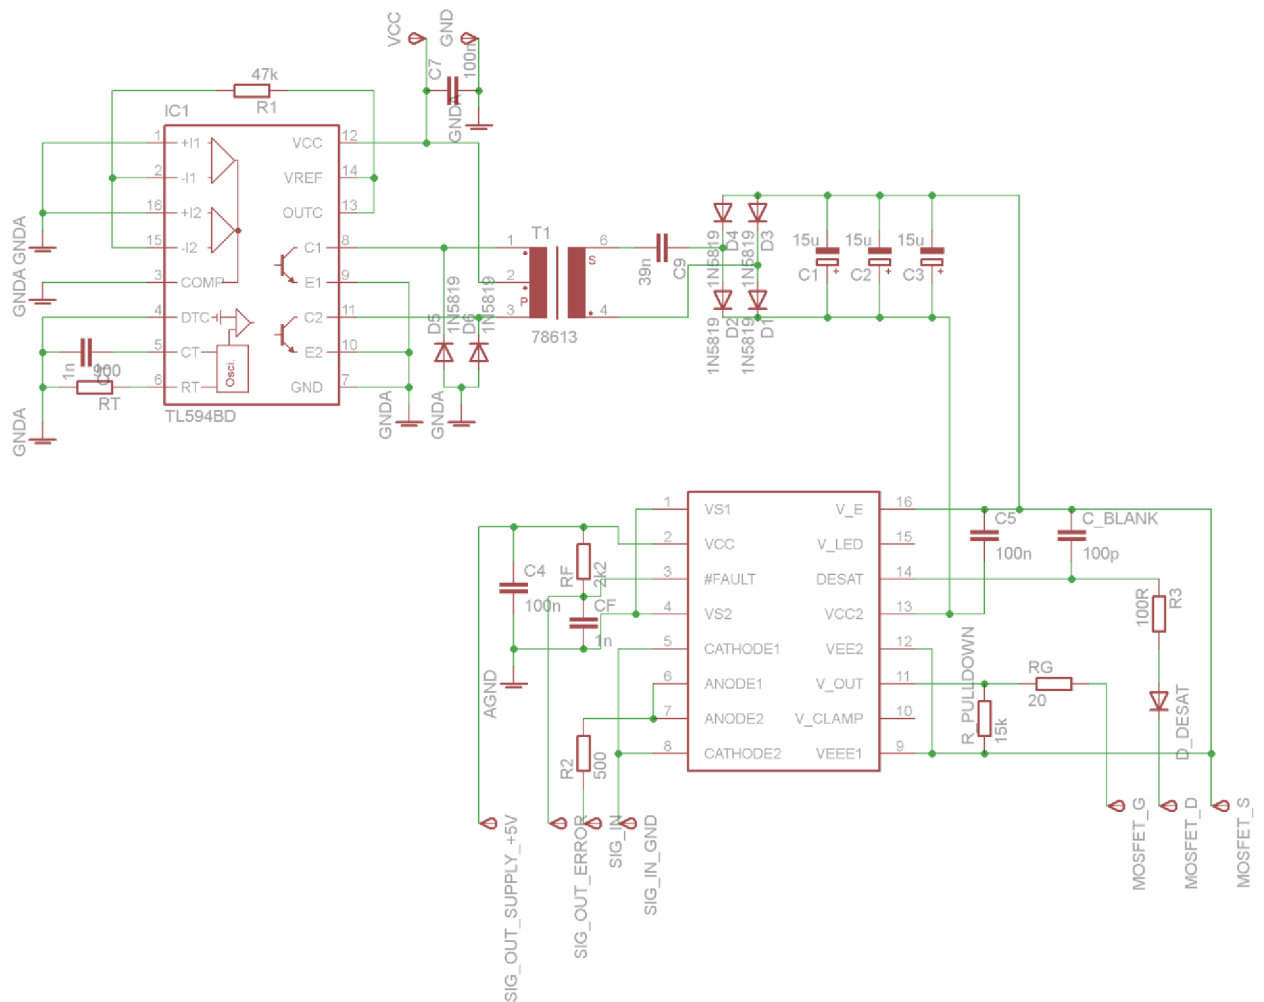 VCC
GND
C7
100n
GNDA
47k
R1
IC1
1
+I1
VCC
12
2
-I1
VREF
14
16
+I2
OUTC
13
15
-I2
C1
8
3
COMP
E1
9
4
DTC
C2
11
5
CT
E2
10
6
RT
GND
7
Osci.
TL594BD
GNDA
GNDA
1n
900
RT
GNDA
GNDA
GNDA
D5
1N5819
D6
1N5819
T1
1
2
3
6
4
P
S
78613
39n
C9
1N5819
D4
1N5819
D3
1N5819
D2
1N5819
D1
15u
C1
+
15u
C2
+
15u
C3
+
1
VS1
V_E
16
2
VCC
V_LED
15
3
#FAULT
DESAT
14
4
VS2
VCC2
13
5
CATHODE1
VEE2
12
6
ANODE1
V_OUT
11
7
ANODE2
V_CLAMP
10
8
CATHODE2
VEEE1
9
C4
100n
RF
2k2
CF
1n
AGND
R2
500
C5
100n
C_BLANK
100p
100R
R3
RG
20
R_PULLDOWN
15k
D_DESAT
SIG_OUT_SUPPLY_+5V
SIG_OUT_ERROR
SIG_IN
SIG_IN_GND
MOSFET_G
MOSFET_D
MOSFET_S